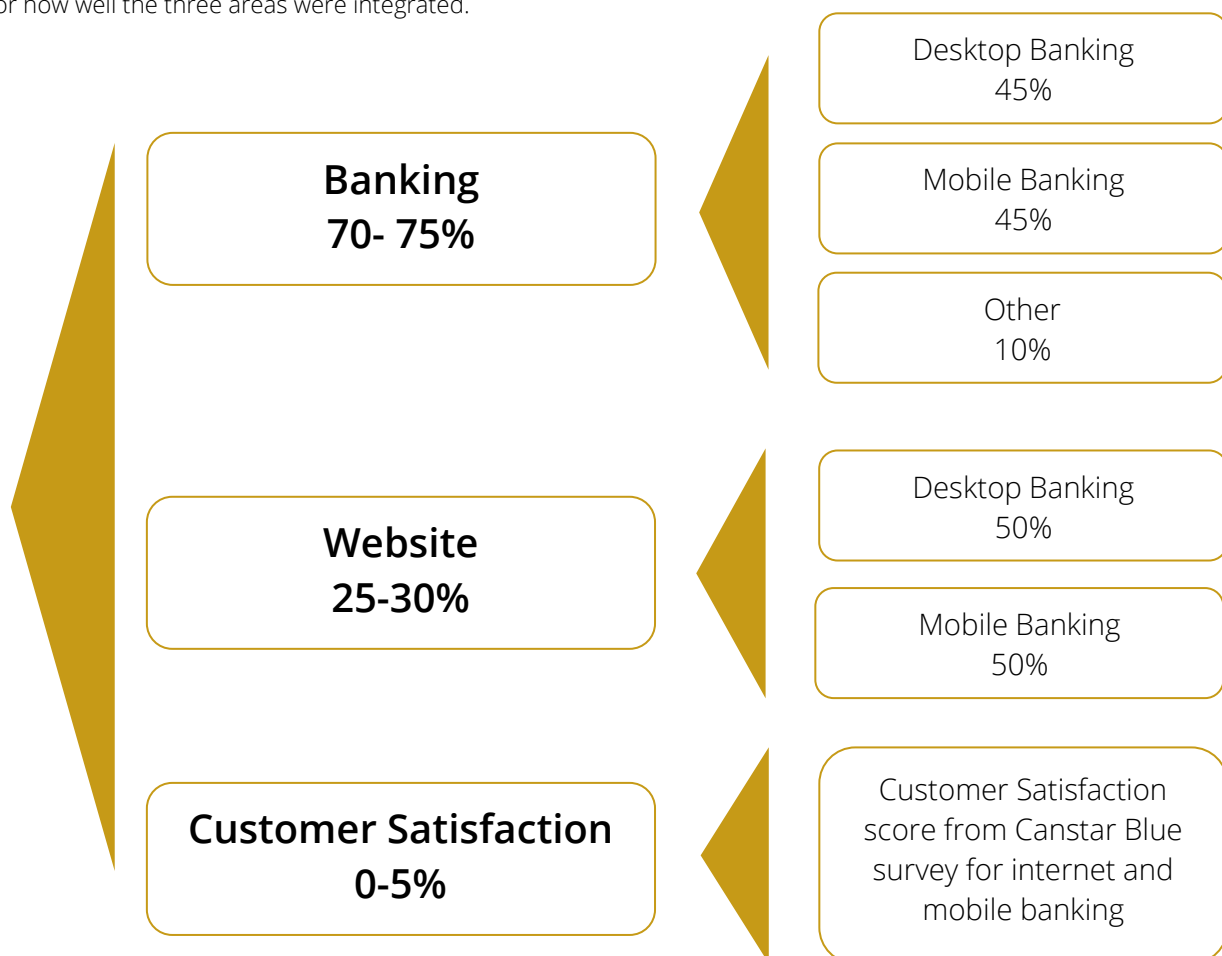 or how well the three areas were integrated.
Desktop Banking
45%
Banking
70- 75%
Mobile Banking
45%
Other
10%
Website
25-30%
Desktop Banking
50%
Mobile Banking
50%
Customer Satisfaction
0-5%
Customer Satisfaction
score from Canstar Blue
survey for internet and
mobile banking